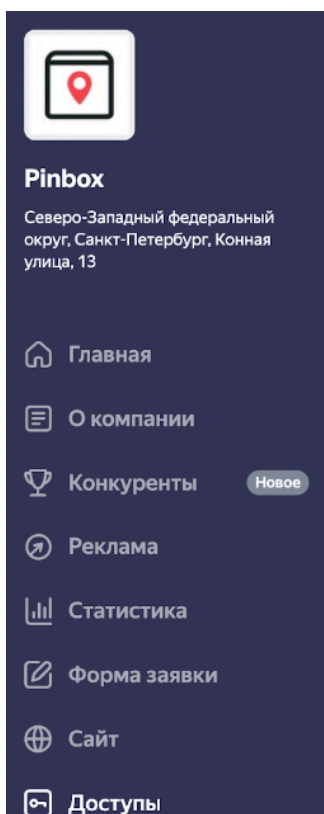 Pinbox
Северо-Западный федеральный
округ, Санкт-Петербург, Конная
улица, 13
Главная
О компании
Конкуренты Новое
Реклама
Статистика
Форма заявки
Сайт
Доступы